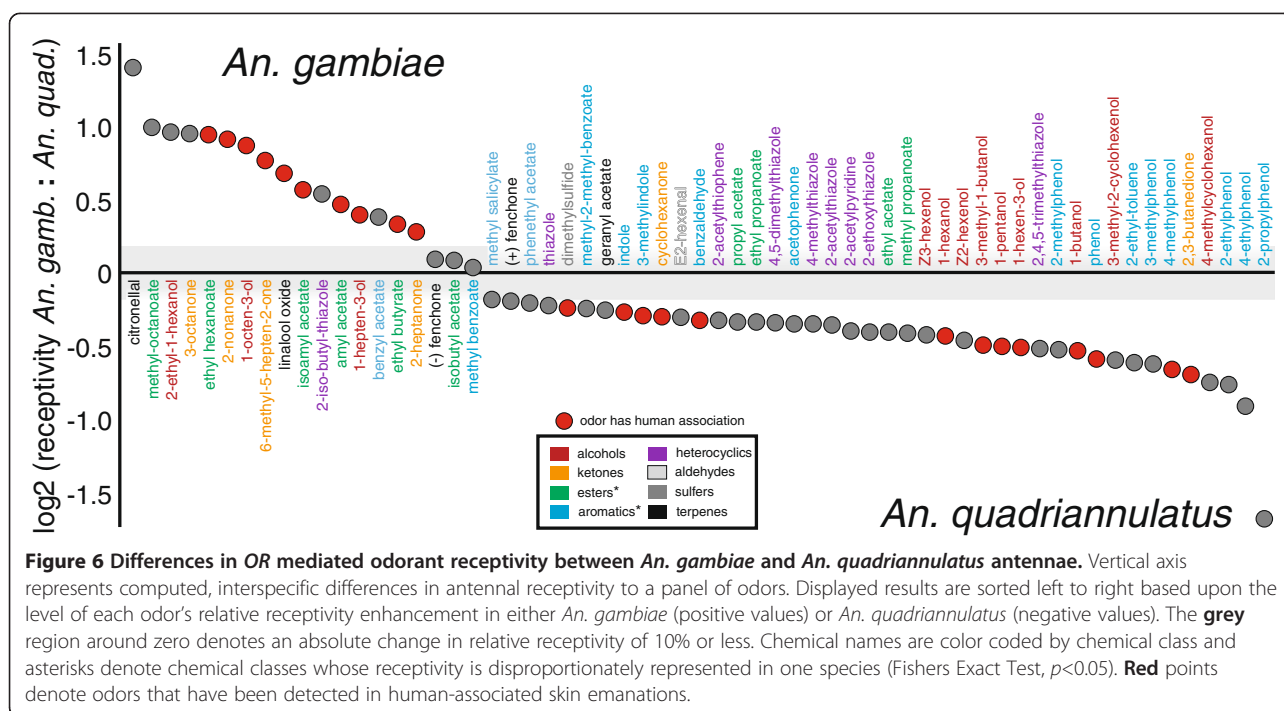 An. gambiae
log2 (receptivity An. gamb. : An. quad.)
1.5
1.0
0.5
0
-0.5
-1.0
-1.5
citronellal
methyl-octanoate
2-ethyl-1-hexanol
3-octanone
ethyl hexanoate
2-nonanone
1-octen-3-ol
6-methyl-5-hepten-2-one
linalool oxide
isoamyl acetate
2-iso-butyl-thiazole
amyl acetate
1-hepten-3-ol
benzyl acetate
ethyl butyrate
2-heptanone
(-) fenchone
isobutyl acetate
methyl benzoate
methyl salicylate
(+) fenchone
phenethyl acetate
thiazole
dimethylsulfide
methyl-2-methyl-benzoate
geranyl acetate
indole
3-methylindole
cyclohexanone
E2-hexenal
benzaldehyde
2-acetylthiophene
propyl acetate
ethyl propanoate
4,5-dimethylthiazole
acetophenone
4-methylthiazole
2-acetylthiazole
2-acetylpyridine
2-ethoxythiazole
ethyl acetate
methyl propanoate
Z3-hexenol
1-hexanol
Z2-hexenol
3-methyl-1-butanol
1-pentanol
1-hexen-3-ol
2,4,5-trimethylthiazole
2-methylphenol
1-butanol
phenol
3-methyl-2-cyclohexenol
2-ethyl-toluene
3-methylphenol
4-methylphenol
2,3-butanedione
4-methylcyclohexanol
2-ethylphenol
4-ethylphenol
2-propylphenol
odor has human association
alcohols
ketones
esters*
aromatics*
heterocyclics
aldehydes
sulfers
terpenes
An. quadriannulatus
Figure 6 Differences in OR mediated odorant receptivity between An. gambiae and An. quadriannulatus antennae. Vertical axis
represents computed, interspecific differences in antennal receptivity to a panel of odors. Displayed results are sorted left to right based upon the
level of each odor's relative receptivity enhancement in either An. gambiae (positive values) or An. quadriannulatus (negative values). The grey
region around zero denotes an absolute change in relative receptivity of 10% or less. Chemical names are color coded by chemical class and
asterisks denote chemical classes whose receptivity is disproportionately represented in one species (Fishers Exact Test, p<0.05). Red points
denote odors that have been detected in human-associated skin emanations.